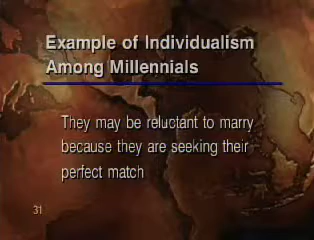 Example of Individualism
Among Millennials
They may be reluctant to marry
because they are seeking their
perfect match
31